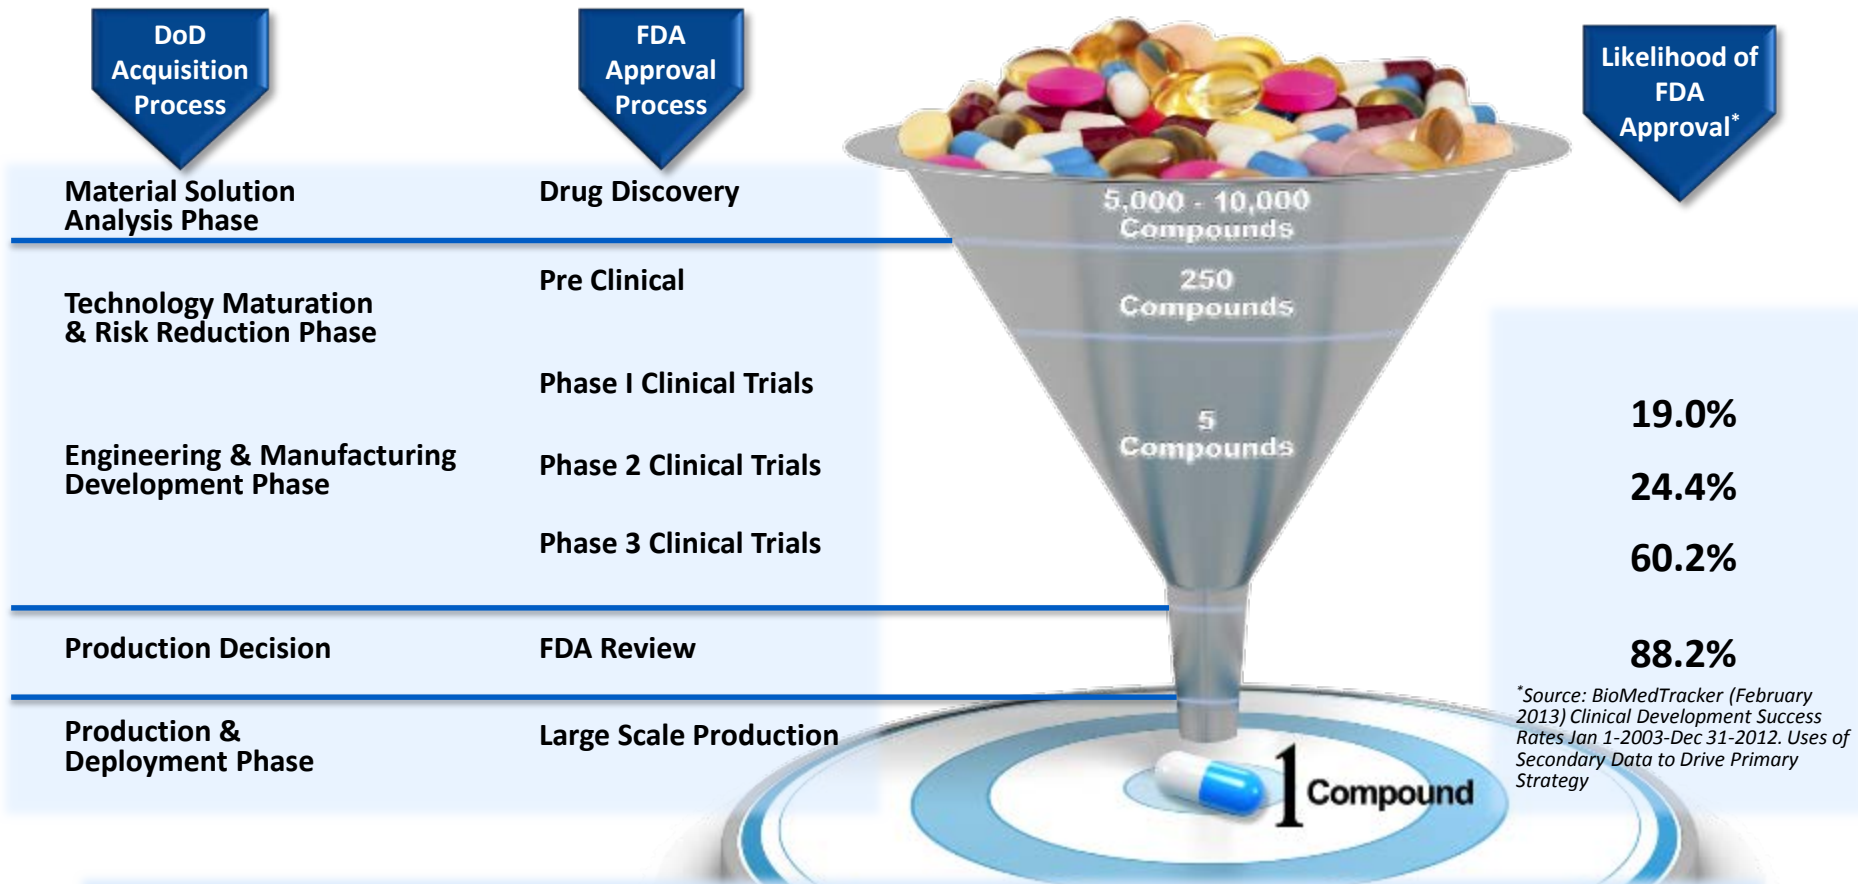 DoD
Acquisition
Process
FDA
Approval
Process
Likelihood of
FDA
Approval*
Material Solution
Analysis Phase
Drug Discovery
5,000 - 10,000
Compounds
Technology Maturation
& Risk Reduction Phase
Pre Clinical
250
Compounds
Phase I Clinical Trials
19.0%
Engineering & Manufacturing
Development Phase
Phase 2 Clinical Trials
5
Compounds
24.4%
Phase 3 Clinical Trials
60.2%
Production Decision
FDA Review
88.2%
*Source: BioMedTracker (February
2013) Clinical Development Success
Rates Jan 1-2003-Dec 31-2012. Uses of
Secondary Data to Drive Primary
Strategy
Production &
Deployment Phase
Large Scale Production
1 Compound